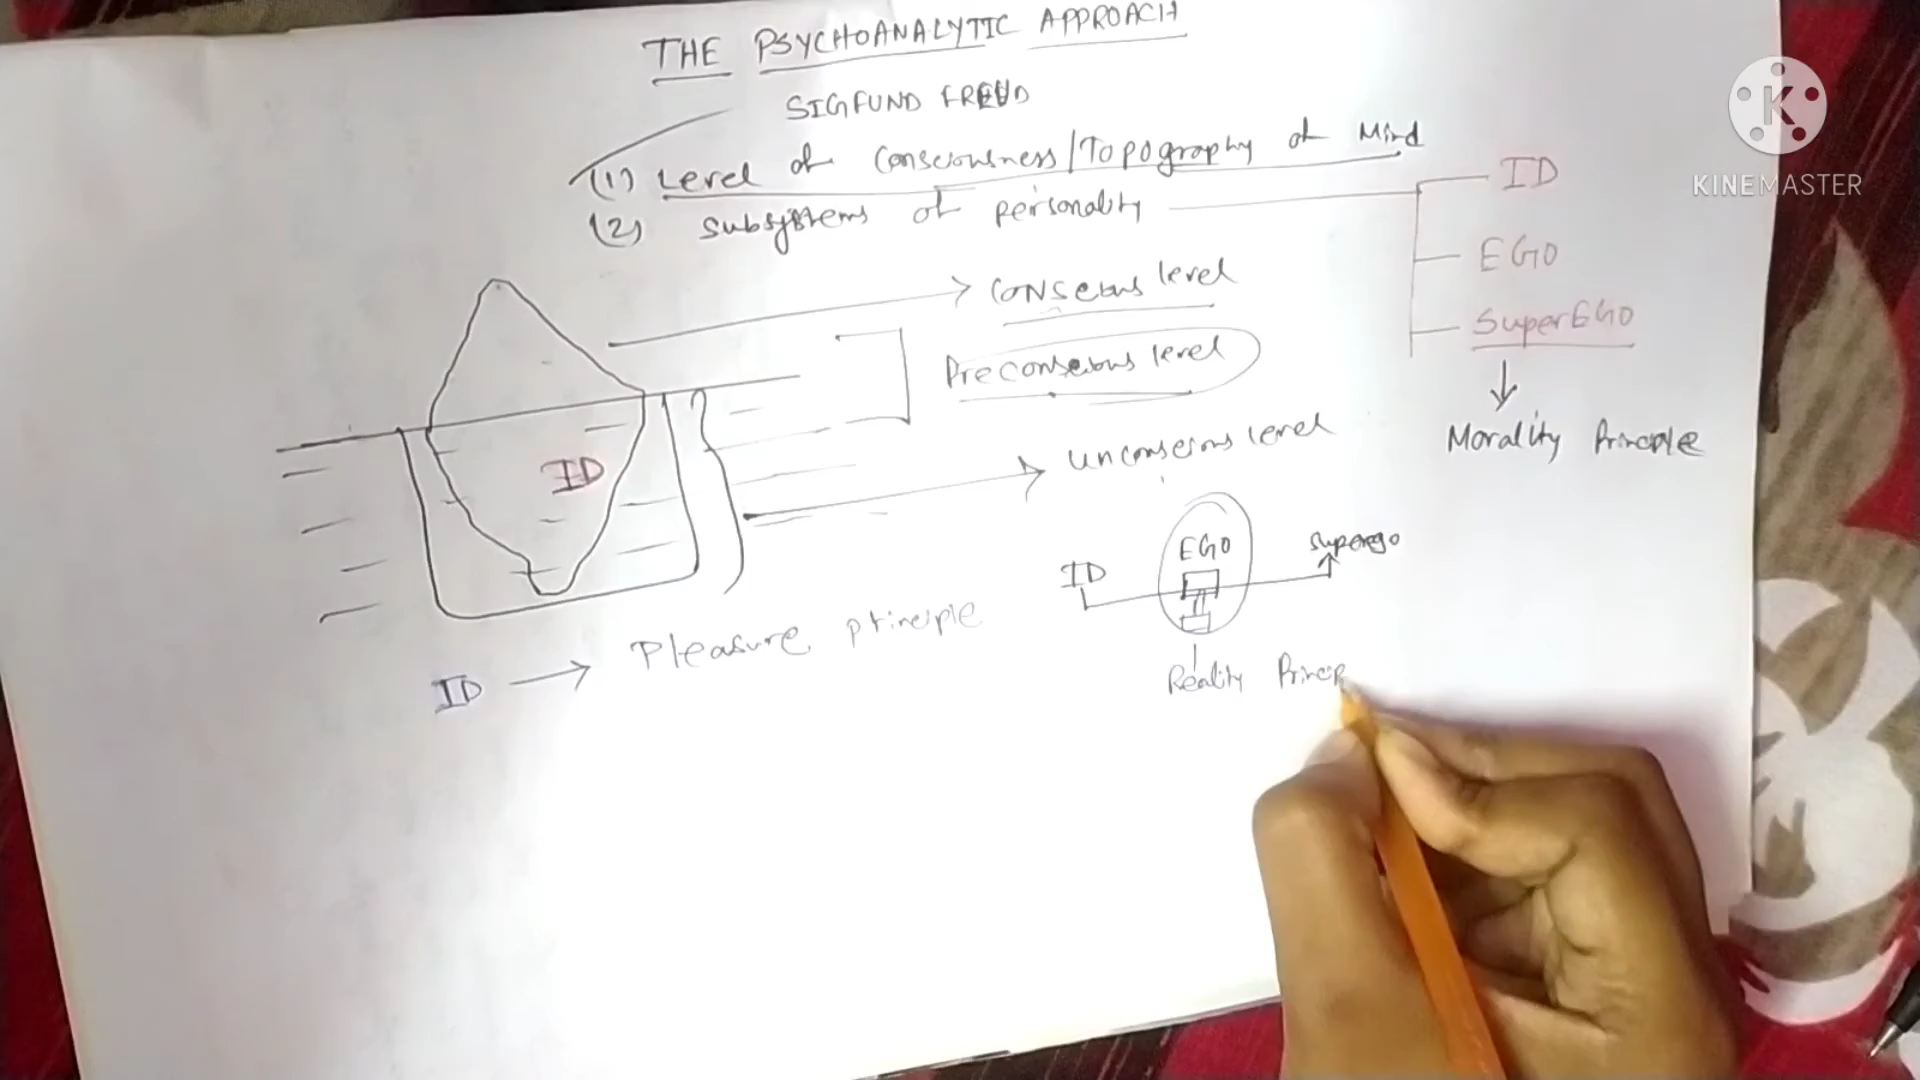 THE PSYCHOANALYTIC APPROACH
SIGFUND FREUD
(1) Level of Consciousness/Topography of Mind
(2) subsystems of personality
ID
EGO
SuperEGO
Morality Principle
Conscious level
Preconscious level
unconscious level
ID
ID → Pleasure principle
ID EGO superego
Reality Princip
K
KINEMASTER